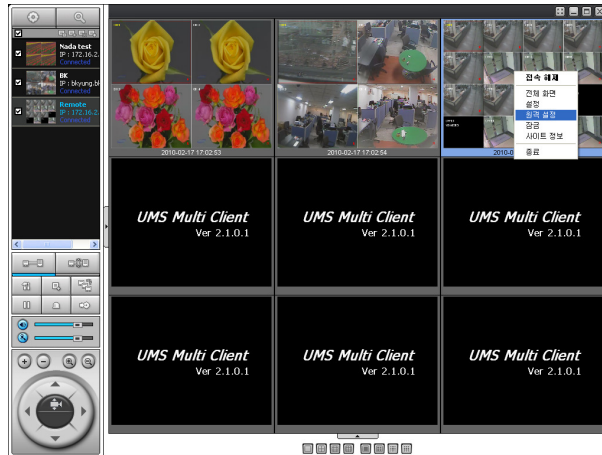 Nada test
IP : 172.16.2.
Connected
BK
IP : bkyung.bl
Connected
Remote
IP : 172.16.2
Connected
2010-02-17 17:02:53
2010-02-17 17:02:54
접속 해제
전체 화면
설정
원격 설정
잠금
사이트 정보
종료
UMS Multi Client
Ver 2.1.0.1
UMS Multi Client
Ver 2.1.0.1
UMS Multi Client
Ver 2.1.0.1
UMS Multi Client
Ver 2.1.0.1
UMS Multi Client
Ver 2.1.0.1
UMS Multi Client
Ver 2.1.0.1